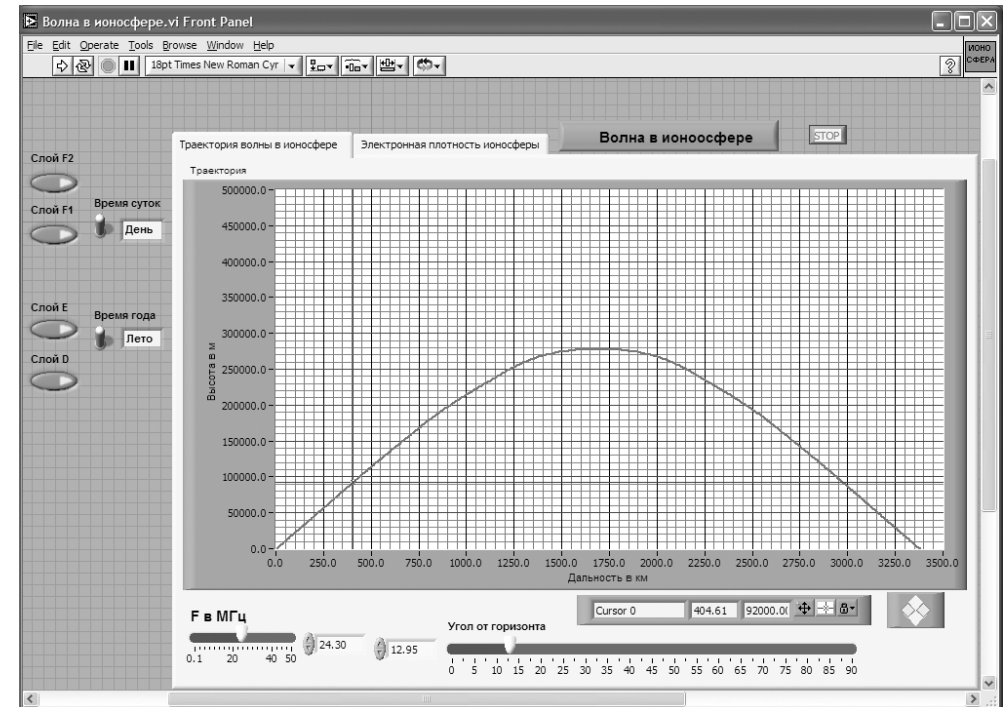 Волна в ионосфере.vi Front Panel
File Edit Operate Tools Browse Window Help
18pt Times New Roman Cyr
ИОНО
СФЕРА
Траектория волны в ионосфере
Электронная плотность ионосферы
Волна в ионоосфере
STOP
Слой F2
Слой F1
Время суток
День
Слой E
Время года
Лето
Слой D
Траектория
Высота в м
500000.0
450000.0
400000.0
350000.0
300000.0
250000.0
200000.0
150000.0
100000.0
50000.0
0.0
0.0 250.0 500.0 750.0 1000.0 1250.0 1500.0 1750.0 2000.0 2250.0 2500.0 2750.0 3000.0 3250.0 3500.0
Дальность в км
Cursor 0 404.61 92000.0(
F в МГц
0.1 20 40 50
24.30
12.95
Угол от горизонта
0 5 10 15 20 25 30 35 40 45 50 55 60 65 70 75 80 85 90